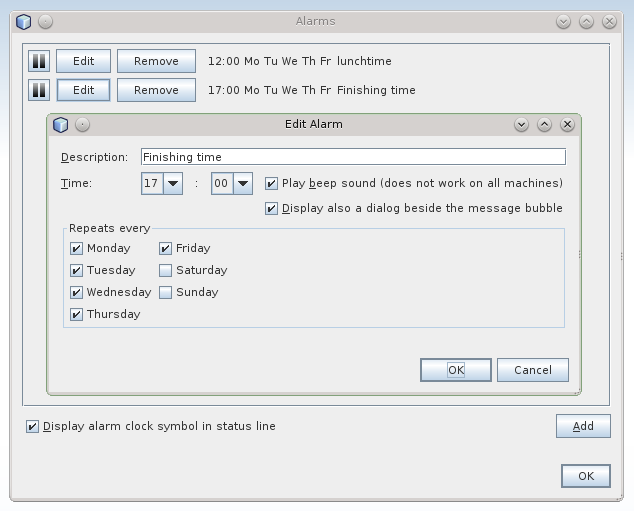 Alarms
Edit Remove 12:00 Mo Tu We Th Fr lunchtime
Edit Remove 17:00 Mo Tu We Th Fr Finishing time
Edit Alarm
Description: Finishing time
Time: 17 : 00 Play beep sound (does not work on all machines)
Display also a dialog beside the message bubble
Repeats every
Monday Friday
Tuesday Saturday
Wednesday Sunday
Thursday
OK Cancel
Display alarm clock symbol in status line Add
OK